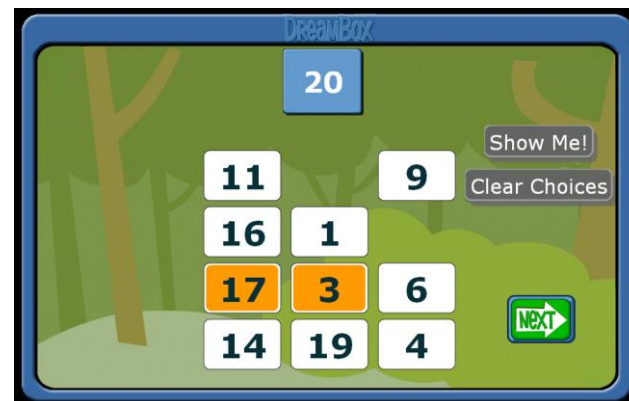 DReaMBox
20
Show Me!
11 9
Clear Choices
16 1
17 3 6
NeXT
14 19 4